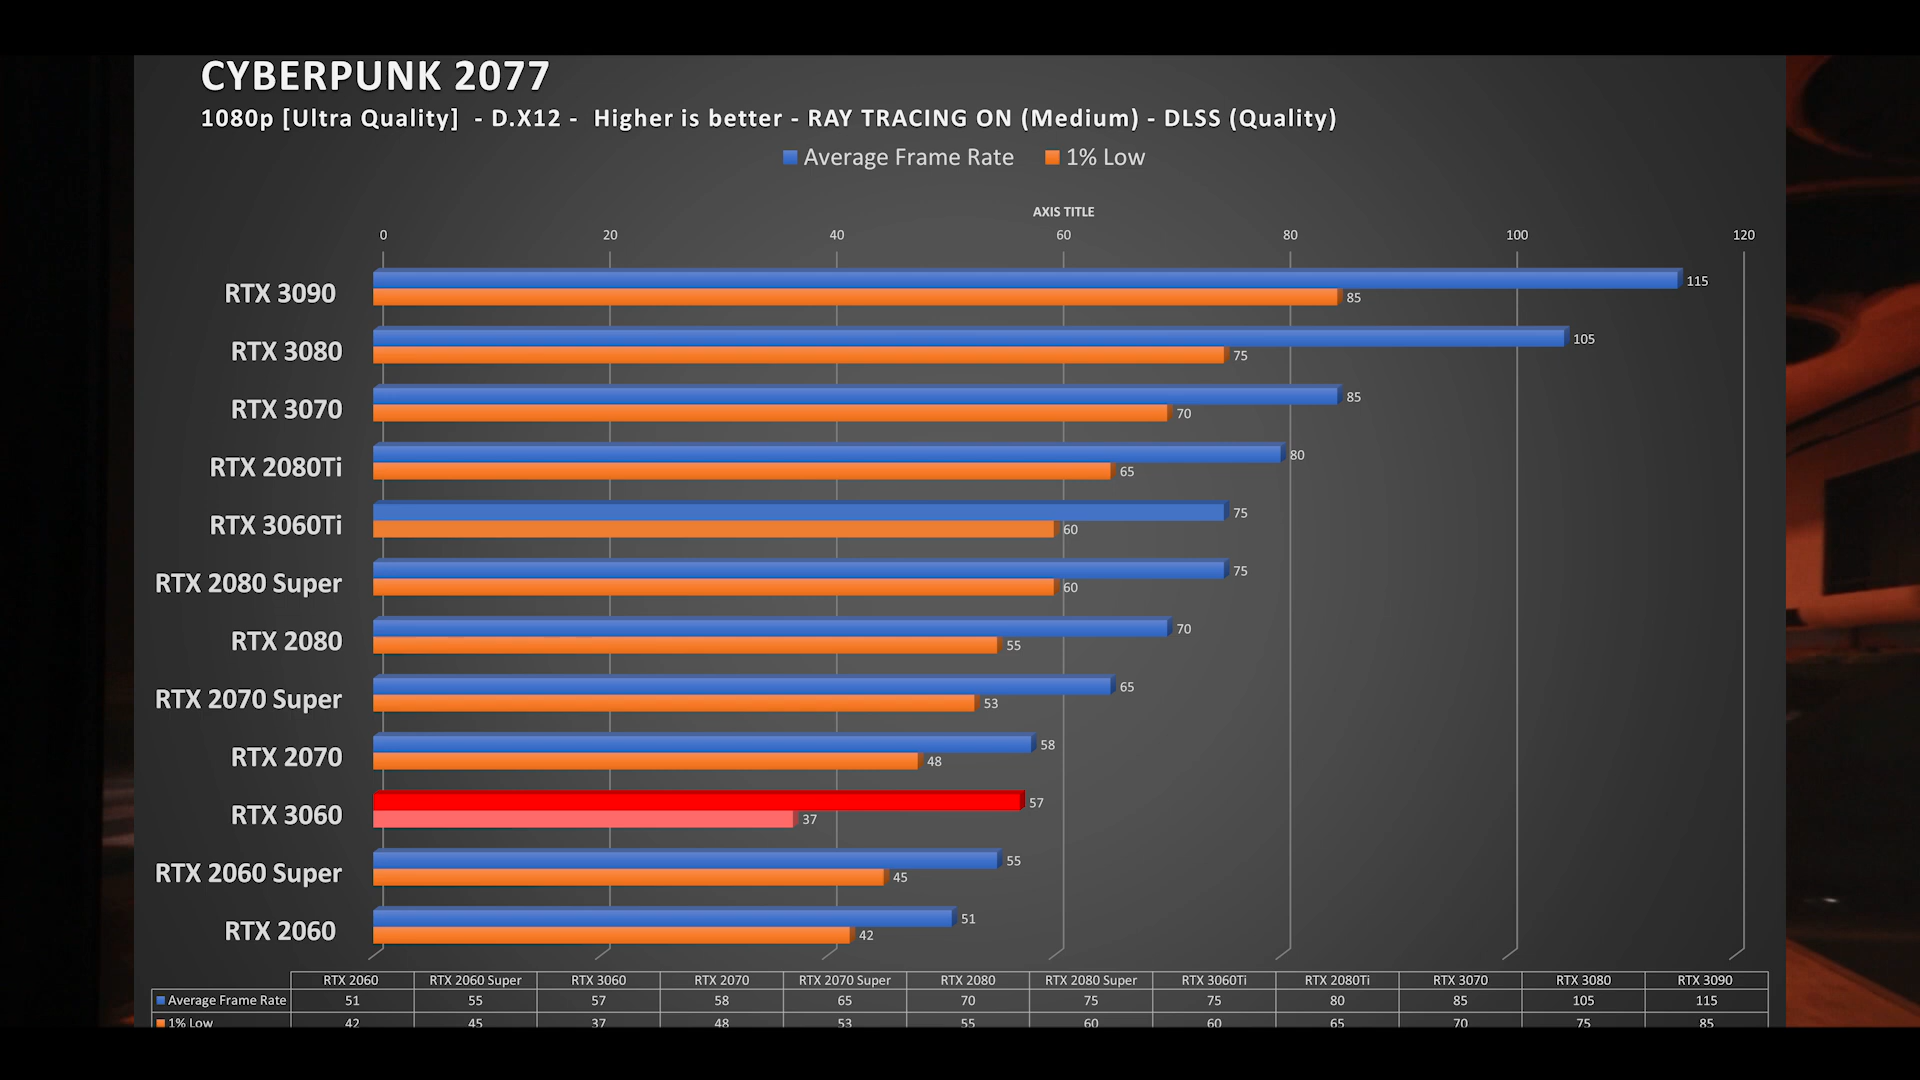 CYBERPUNK 2077
1080p [Ultra Quality] - D.X12 - Higher is better - RAY TRACING ON (Medium) - DLSS (Quality)
Average Frame Rate 1% Low
AXIS TITLE
0 20 40 60 80 100 120
RTX 3090 115
85
RTX 3080 105
75
RTX 3070 85
70
RTX 2080Ti 80
65
RTX 3060Ti 75
60
RTX 2080 Super 75
60
RTX 2080 70
55
RTX 2070 Super 65
53
RTX 2070 58
48
RTX 3060 57
37
RTX 2060 Super 55
45
RTX 2060 51
42
RTX 2060 RTX 2060 Super RTX 3060 RTX 2070 RTX 2070 Super RTX 2080 RTX 2080 Super RTX 3060Ti RTX 2080Ti RTX 3070 RTX 3080 RTX 3090
Average Frame Rate 51 55 57 58 65 70 75 75 80 85 105 115
1% Low 42 45 37 48 53 55 60 60 65 70 75 85